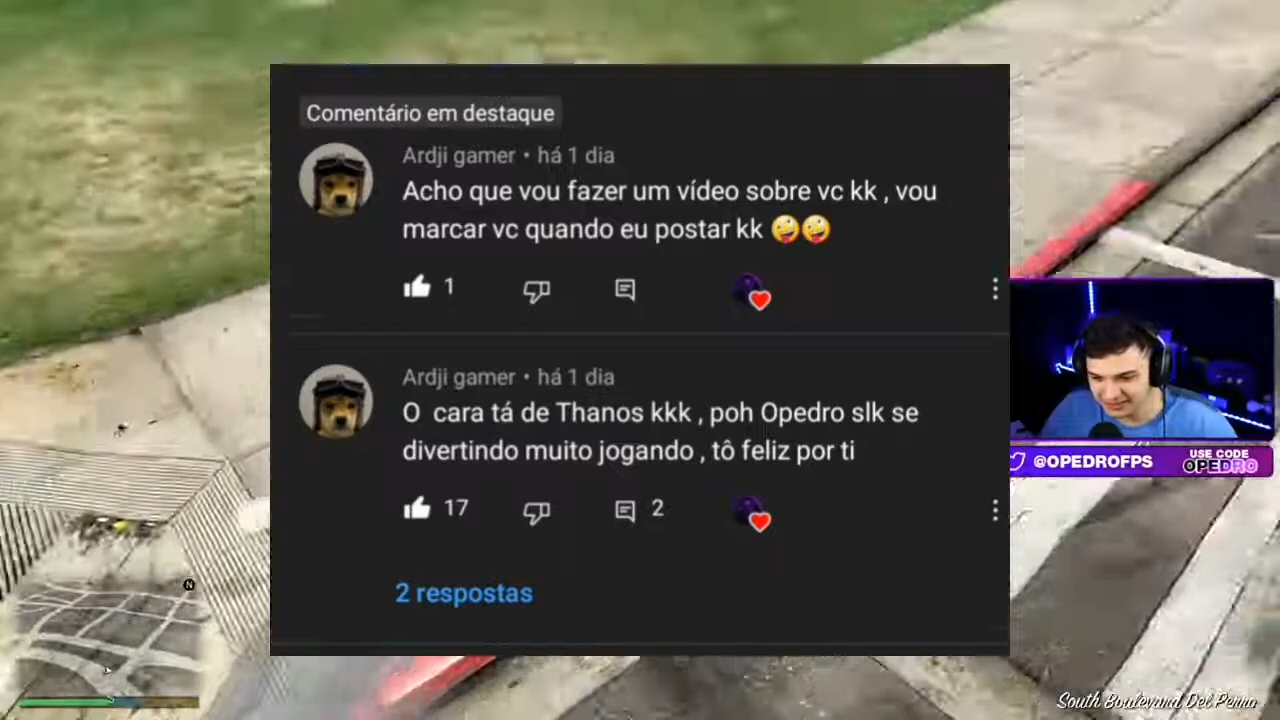 Comentário em destaque
Ardji gamer • há 1 dia
Acho que vou fazer um vídeo sobre vc kk , vou
marcar vc quando eu postar kk 🤪🤪
1
Ardji gamer • há 1 dia
O cara tá de Thanos kkk , poh Opedro slk se
divertindo muito jogando , tô feliz por ti
17
2
2 respostas
@OPEDROFPS
USE CODE
OPEDRO
N
South Boulevard Del Perro